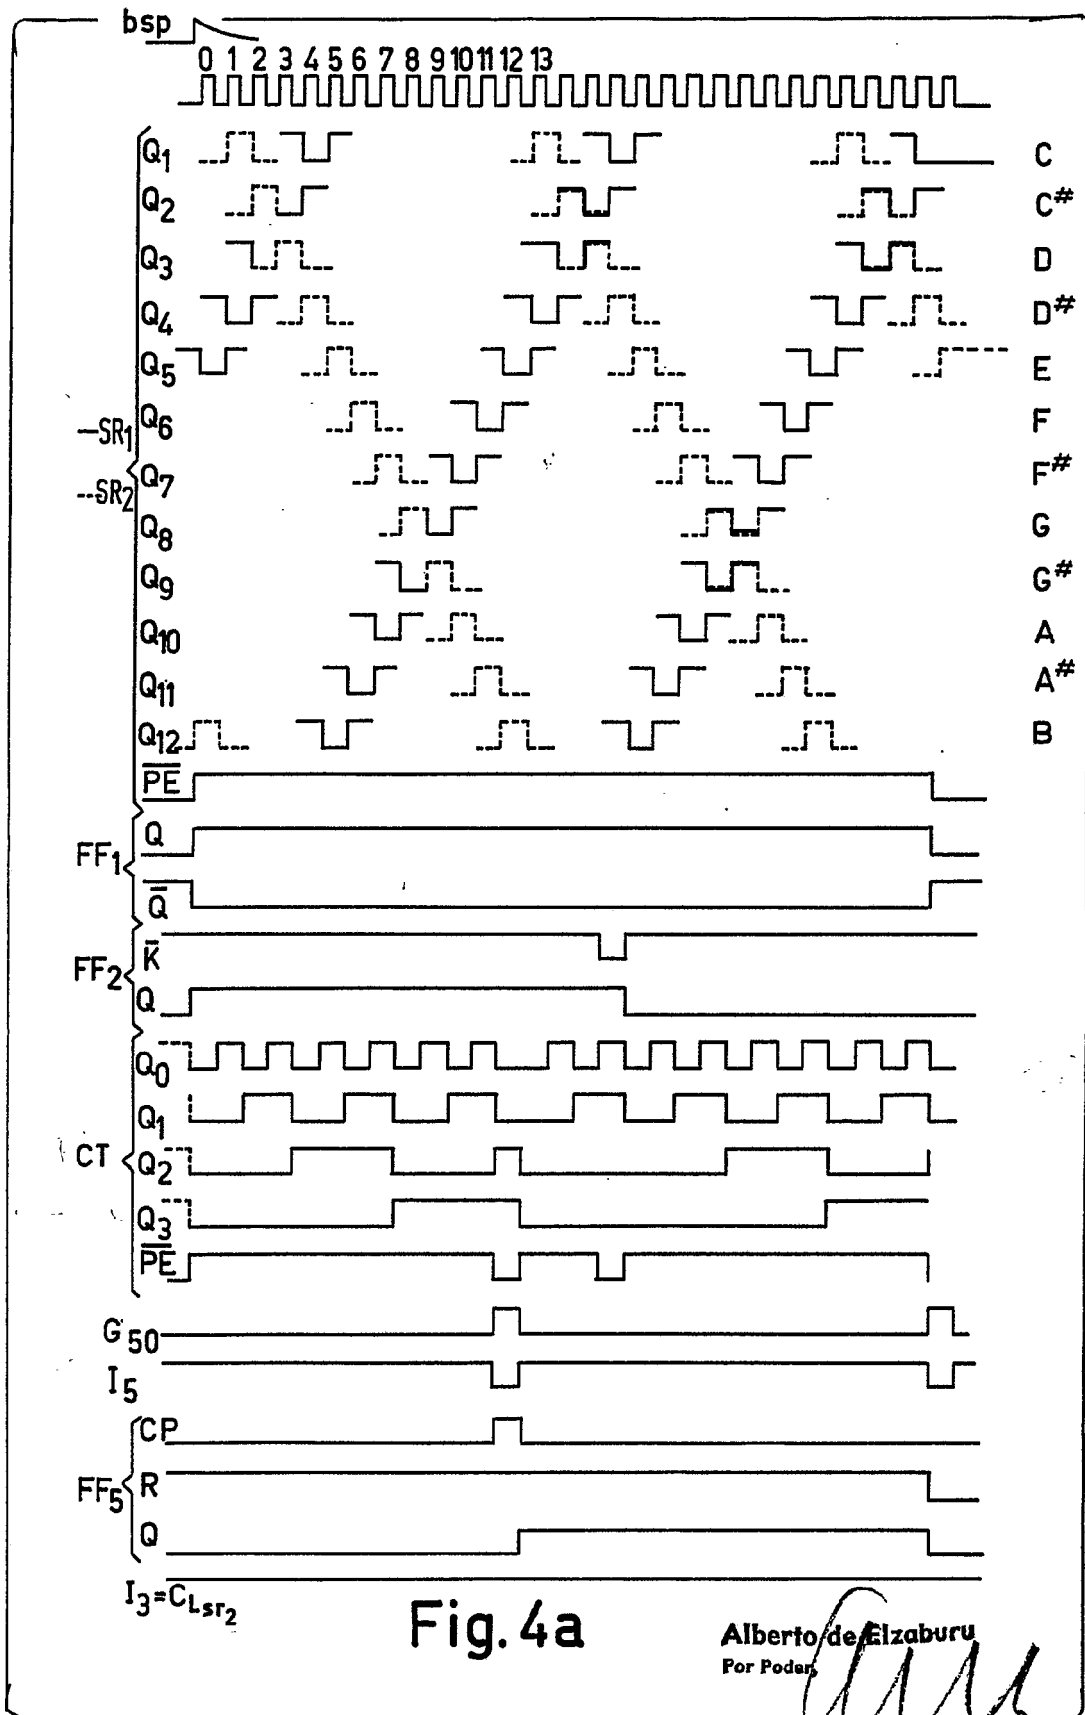 bsp
0 1 2 3 4 5 6 7 8 9 10 11 12 13
Q1 C
Q2 C#
Q3 D
Q4 D#
Q5 E
—SR1 Q6 F
--SR2 Q7 F#
Q8 G
Q9 G#
Q10 A
Q11 A#
Q12 B
P̅E̅
FF1 Q
Q̅
FF2 K̅
Q
Q0
Q1
CT Q2
Q3
P̅E̅
G50
I5
CP
FF5 R
Q
I3=CLsr2
Fig. 4a
Alberto de Elzaburu
Por Poder,